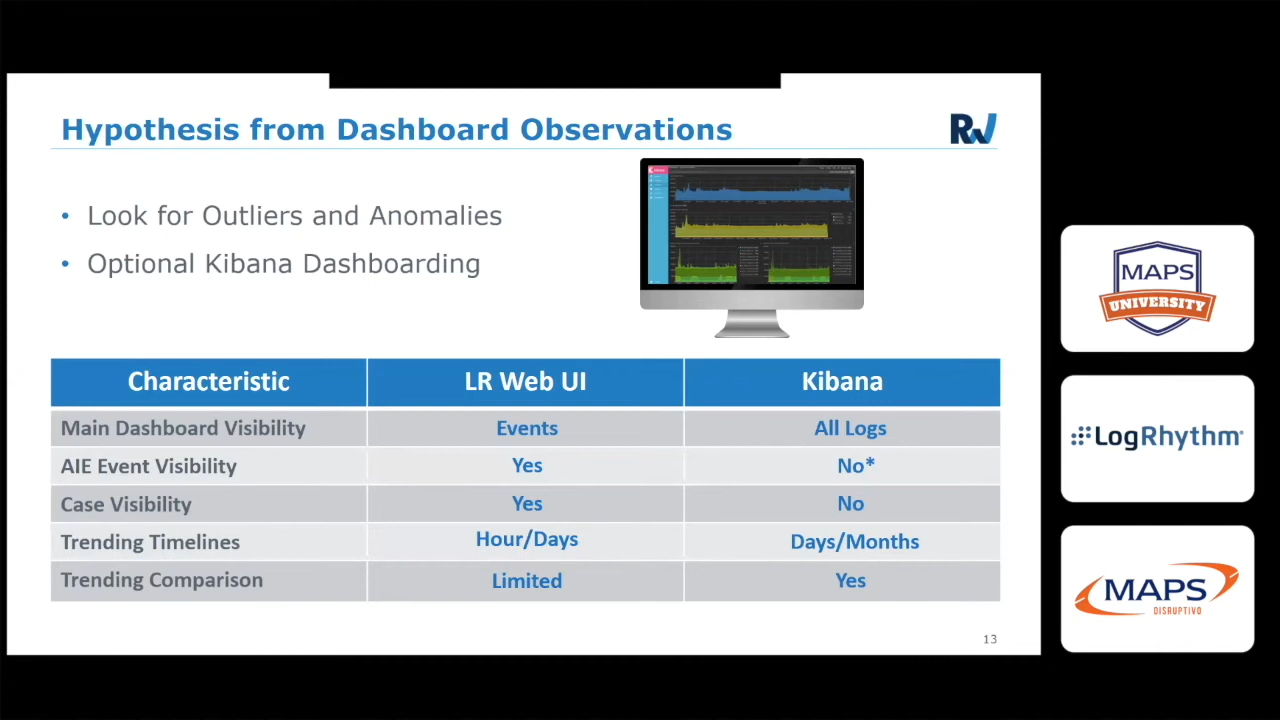 Hypothesis from Dashboard Observations
RW
• Look for Outliers and Anomalies
• Optional Kibana Dashboarding
Characteristic LR Web UI Kibana
Main Dashboard Visibility Events All Logs
AIE Event Visibility Yes No*
Case Visibility Yes No
Trending Timelines Hour/Days Days/Months
Trending Comparison Limited Yes
13
MAPS
UNIVERSITY
LogRhythm
MAPS
DISRUPTIVO